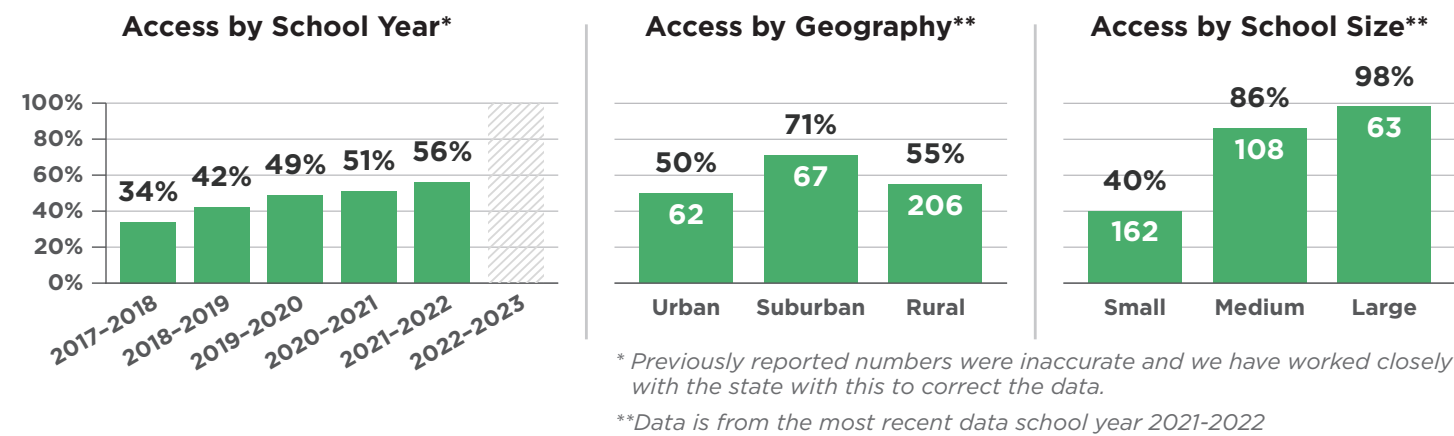 Access by School Year*
100%
80%
60%
40%
20%
0%
34%
42%
49%
51%
56%
2017–2018
2018–2019
2019–2020
2020–2021
2021–2022
2022–2023
Access by Geography**
50%
71%
55%
62
67
206
Urban
Suburban
Rural
Access by School Size**
40%
86%
98%
162
108
63
Small
Medium
Large
* Previously reported numbers were inaccurate and we have worked closely
with the state with this to correct the data.
**Data is from the most recent data school year 2021-2022